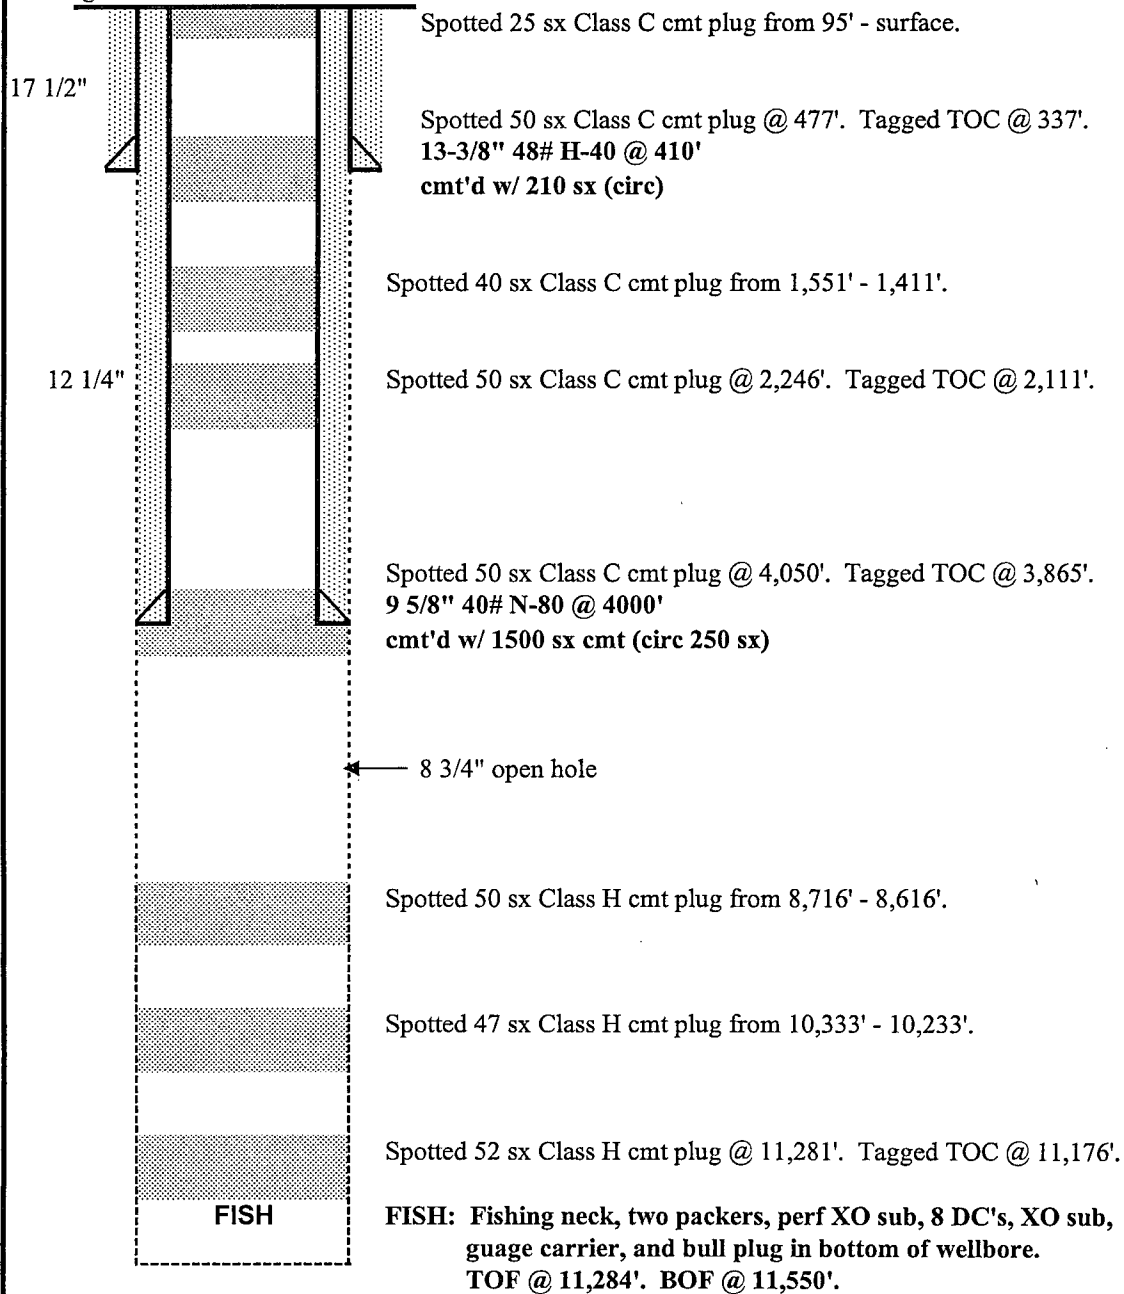 Spotted 25 sx Class C cmt plug from 95' - surface.
17 1/2"
Spotted 50 sx Class C cmt plug @ 477'. Tagged TOC @ 337'.
13-3/8" 48# H-40 @ 410'
cmt'd w/ 210 sx (circ)
Spotted 40 sx Class C cmt plug from 1,551' - 1,411'.
12 1/4"
Spotted 50 sx Class C cmt plug @ 2,246'. Tagged TOC @ 2,111'.
Spotted 50 sx Class C cmt plug @ 4,050'. Tagged TOC @ 3,865'.
9 5/8" 40# N-80 @ 4000'
cmt'd w/ 1500 sx cmt (circ 250 sx)
8 3/4" open hole
Spotted 50 sx Class H cmt plug from 8,716' - 8,616'.
Spotted 47 sx Class H cmt plug from 10,333' - 10,233'.
Spotted 52 sx Class H cmt plug @ 11,281'. Tagged TOC @ 11,176'.
FISH
FISH: Fishing neck, two packers, perf XO sub, 8 DC's, XO sub,
guage carrier, and bull plug in bottom of wellbore.
TOF @ 11,284'. BOF @ 11,550'.